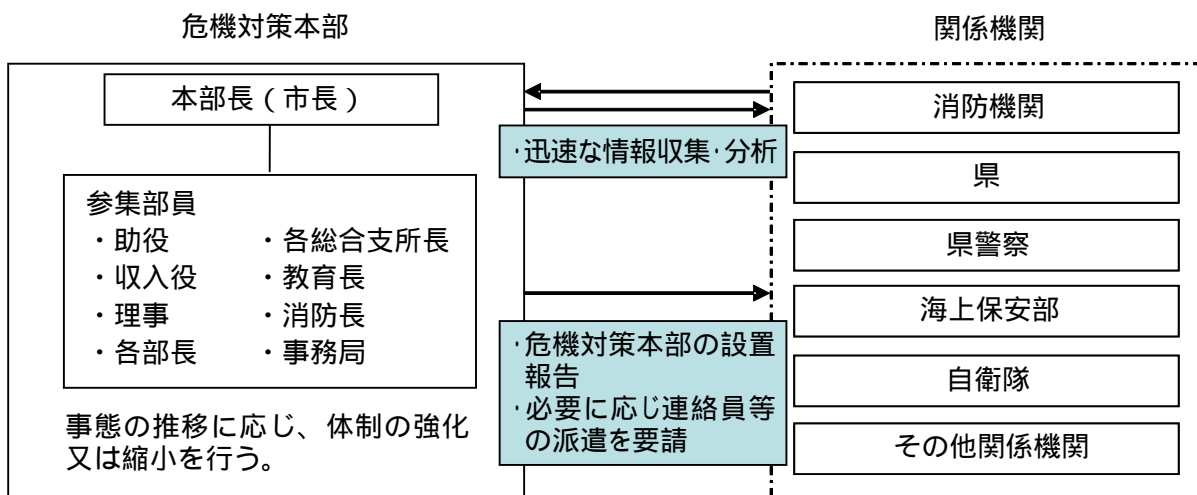 危機対策本部
本部長（市長）
参集部員
・助役
・各総合支所長
・収入役
・教育長
・理事
・消防長
・各部長
・事務局
事態の推移に応じ、体制の強化
又は縮小を行う。
・迅速な情報収集・分析
・危機対策本部の設置
報告
・必要に応じ連絡員等
の派遣を要請
関係機関
消防機関
県
県警察
海上保安部
自衛隊
その他関係機関